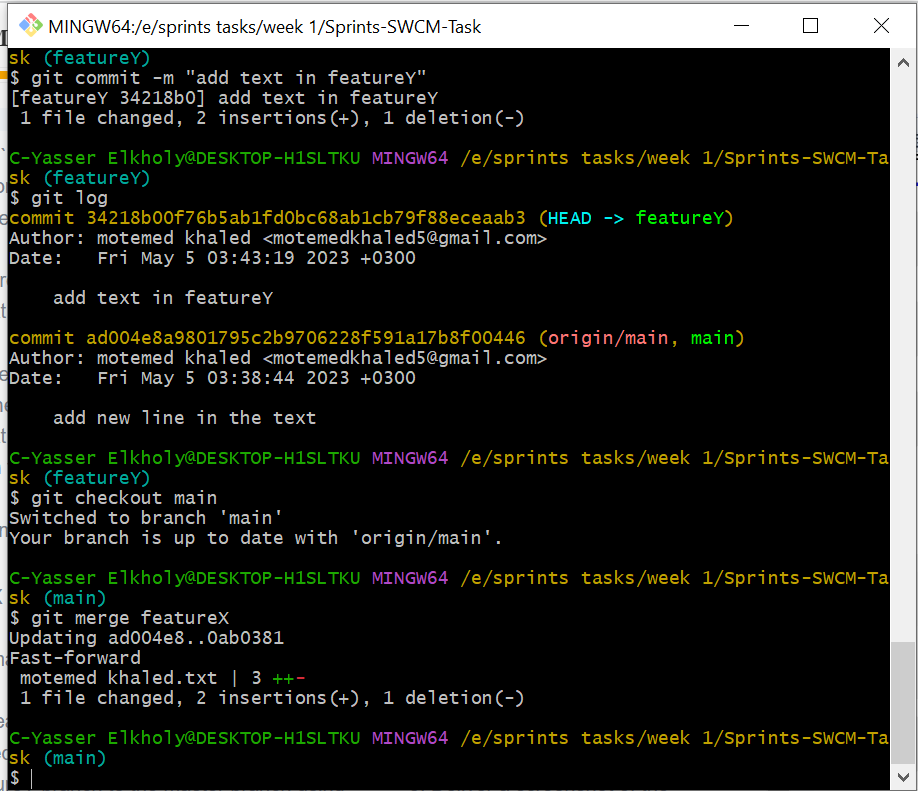 MINGW64:/e/sprints tasks/week 1/Sprints-SWCM-Task
sk (featureY)
$ git commit -m "add text in featureY"
[featureY 34218b0] add text in featureY
 1 file changed, 2 insertions(+), 1 deletion(-)
C-Yasser Elkholy@DESKTOP-H1SLTKU MINGW64 /e/sprints tasks/week 1/Sprints-SWCM-Ta
sk (featureY)
$ git log
commit 34218b00f76b5ab1fd0bc68ab1cb79f88eceaab3 (HEAD -> featureY)
Author: motemed khaled <motemedkhaled5@gmail.com>
Date:   Fri May 5 03:43:19 2023 +0300
    add text in featureY
commit ad004e8a9801795c2b9706228f591a17b8f00446 (origin/main, main)
Author: motemed khaled <motemedkhaled5@gmail.com>
Date:   Fri May 5 03:38:44 2023 +0300
    add new line in the text
C-Yasser Elkholy@DESKTOP-H1SLTKU MINGW64 /e/sprints tasks/week 1/Sprints-SWCM-Ta
sk (featureY)
$ git checkout main
Switched to branch 'main'
Your branch is up to date with 'origin/main'.
C-Yasser Elkholy@DESKTOP-H1SLTKU MINGW64 /e/sprints tasks/week 1/Sprints-SWCM-Ta
sk (main)
$ git merge featureX
Updating ad004e8..0ab0381
Fast-forward
 motemed khaled.txt | 3 ++-
 1 file changed, 2 insertions(+), 1 deletion(-)
C-Yasser Elkholy@DESKTOP-H1SLTKU MINGW64 /e/sprints tasks/week 1/Sprints-SWCM-Ta
sk (main)
$